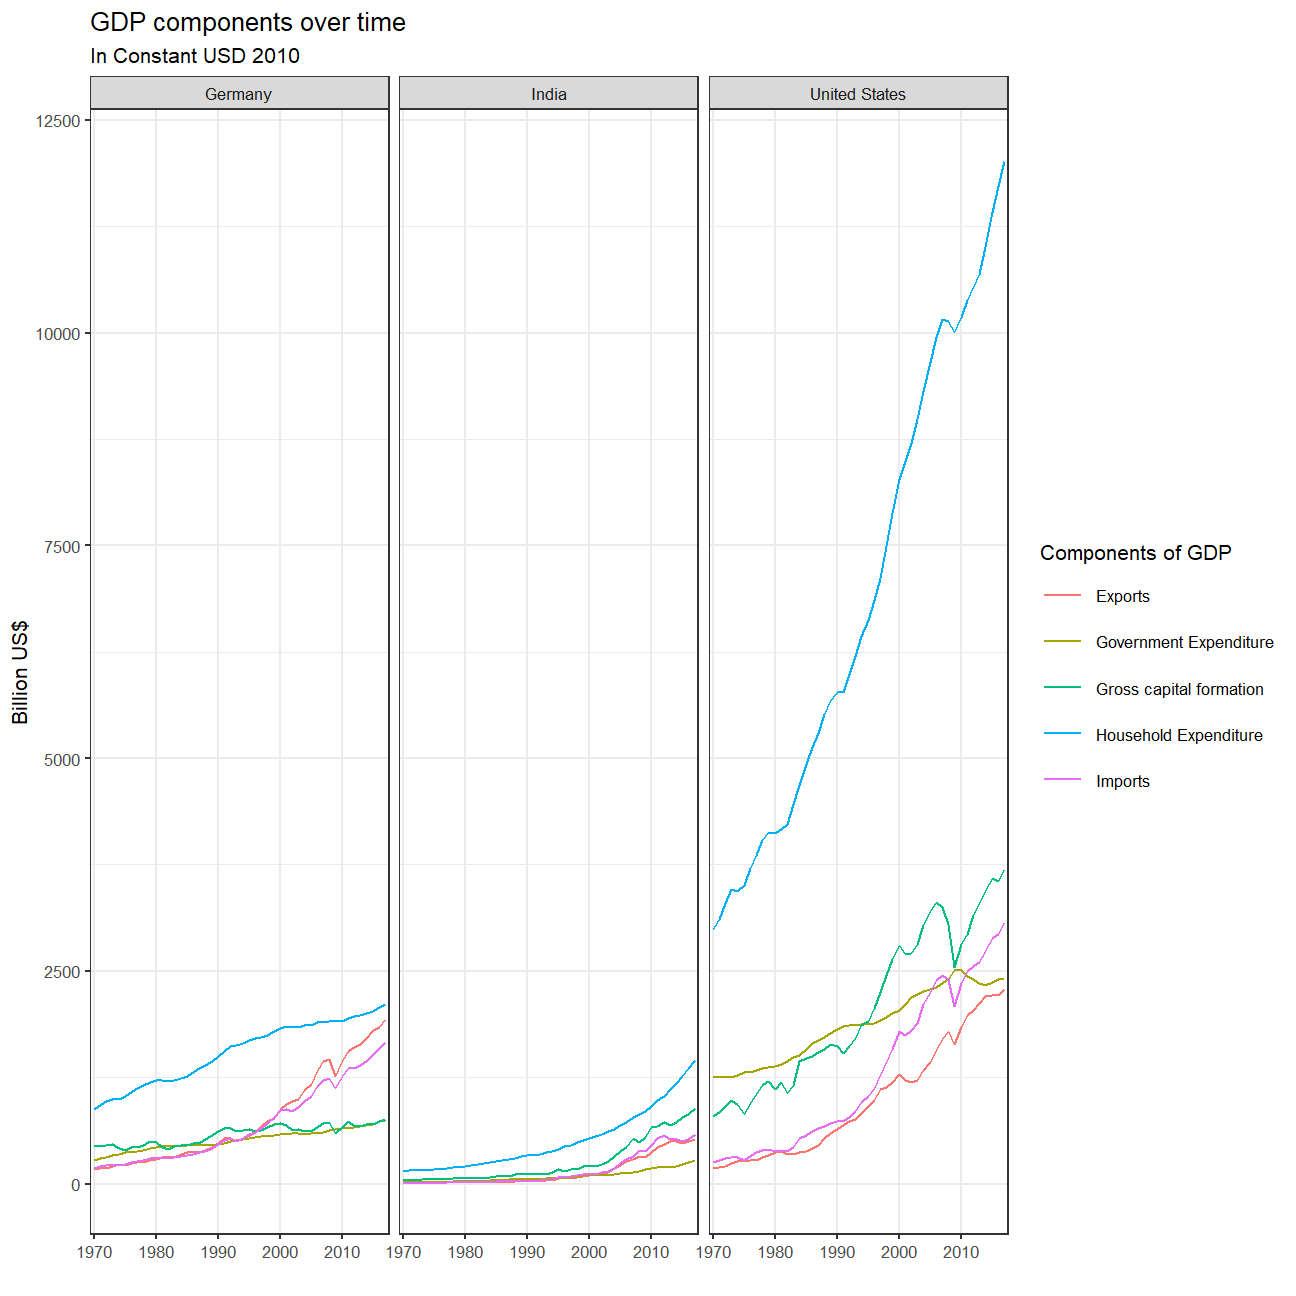 GDP components over time
In Constant USD 2010
Germany
India
United States
12500
10000
7500
5000
2500
0
Billion US$
1970 1980 1990 2000 2010
1970 1980 1990 2000 2010
1970 1980 1990 2000 2010
Components of GDP
Exports
Government Expenditure
Gross capital formation
Household Expenditure
Imports